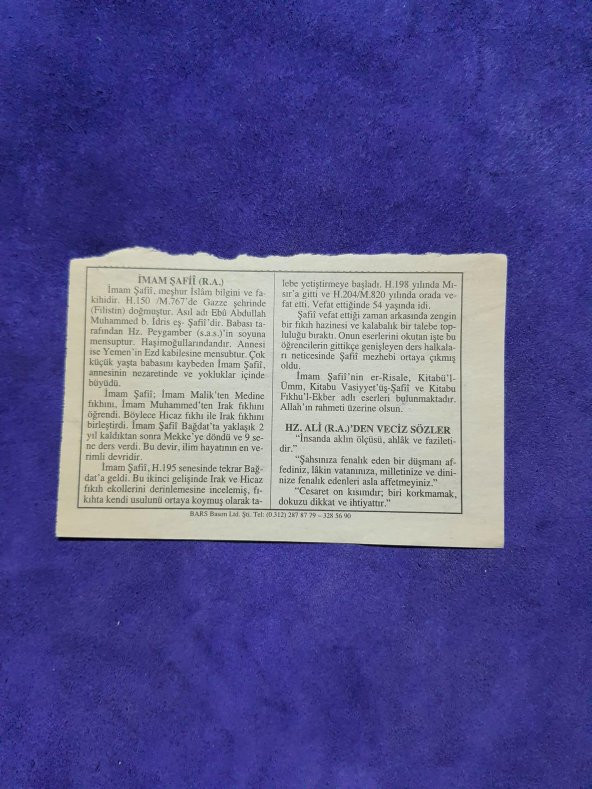 İMAM ŞAFİÎ (R.A.)
İmam Şafiî, meşhur İslâm bilgini ve fa-
kihidir. H.150 /M.767'de Gazze şehrinde
(Filistin) doğmuştur. Asıl adı Ebû Abdullah
Muhammed b. İdris eş- Şafiî'dir. Babası ta-
rafından Hz. Peygamber (s.a.s)'in soyuna
mensuptur. Haşimoğullarındandır. Annesi
ise Yemen'in Ezd kabilesine mensubtur. Çok
küçük yaşta babasını kaybeden İmam Şafiî,
annesinin nezaretinde ve yokluklar içinde
büyüdü.
İmam Şafiî; İmam Malik'ten Medine
fıkhını, İmam Muhammed'ten Irak fıkhını
öğrendi. Böylece Hicaz fıkhı ile Irak fıkhını
birleştirdi. İmam Şafiî Bağdat'ta yaklaşık 2
yıl kaldıktan sonra Mekke'ye döndü ve 9 se-
ne ders verdi. Bu devir, ilim hayatının en ve-
rimli devridir.
İmam Şafiî, H.195 senesinde tekrar Bağ-
dat'a geldi. Bu ikinci gelişinde Irak ve Hicaz
fıkıh ekollerini derinlemesine incelemiş, fı-
kıhta kendi usulunü ortaya koymuş olarak ta-
lebe yetiştirmeye başladı. H.198 yılında Mı-
sır'a gitti ve H.204/M.820 yılında orada ve-
fat etti. Vefat ettiğinde 54 yaşında idi.
Şafiî vefat ettiği zaman arkasında zengin
bir fıkıh hazinesi ve kalabalık bir talebe top-
luluğu bıraktı. Onun eserlerini okutan işte bu
öğrencilerin gittikçe genişleyen ders halkala-
rı neticesinde Şafiî mezhebi ortaya çıkmış
oldu.
İmam Şafiî'nin er-Risale, Kitabü'l-
Ümm, Kitabu Vasiyyet'üş-Şafiî ve Kitabu
Fıkhu'l-Ekber adlı eserleri bulunmaktadır.
Allah'ın rahmeti üzerine olsun.
HZ. ALİ (R.A.)'DEN VECİZ SÖZLER
"İnsanda aklın ölçüsü, ahlâk ve fazileti-
dir."
"Şahsınıza fenalık eden bir düşmanı af-
fediniz, lâkin vatanınıza, milletinize ve dini-
nize fenalık edenleri asla affetmeyiniz."
"Cesaret on kısımdır; biri korkmamak,
dokuzu dikkat ve ihtiyattır."
BARS Basım Ltd. Şti. Tel: (0.312) 287 87 79 – 328 56 90